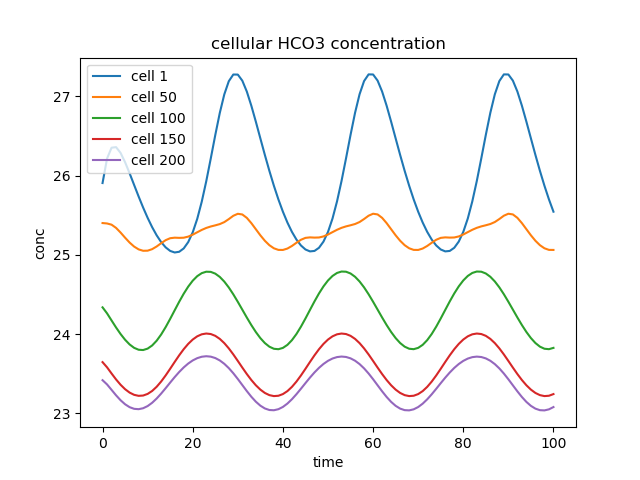 cellular HCO3 concentration
cell 1
cell 50
cell 100
cell 150
cell 200
conc
27
26
25
24
23
0 20 40 60 80 100
time